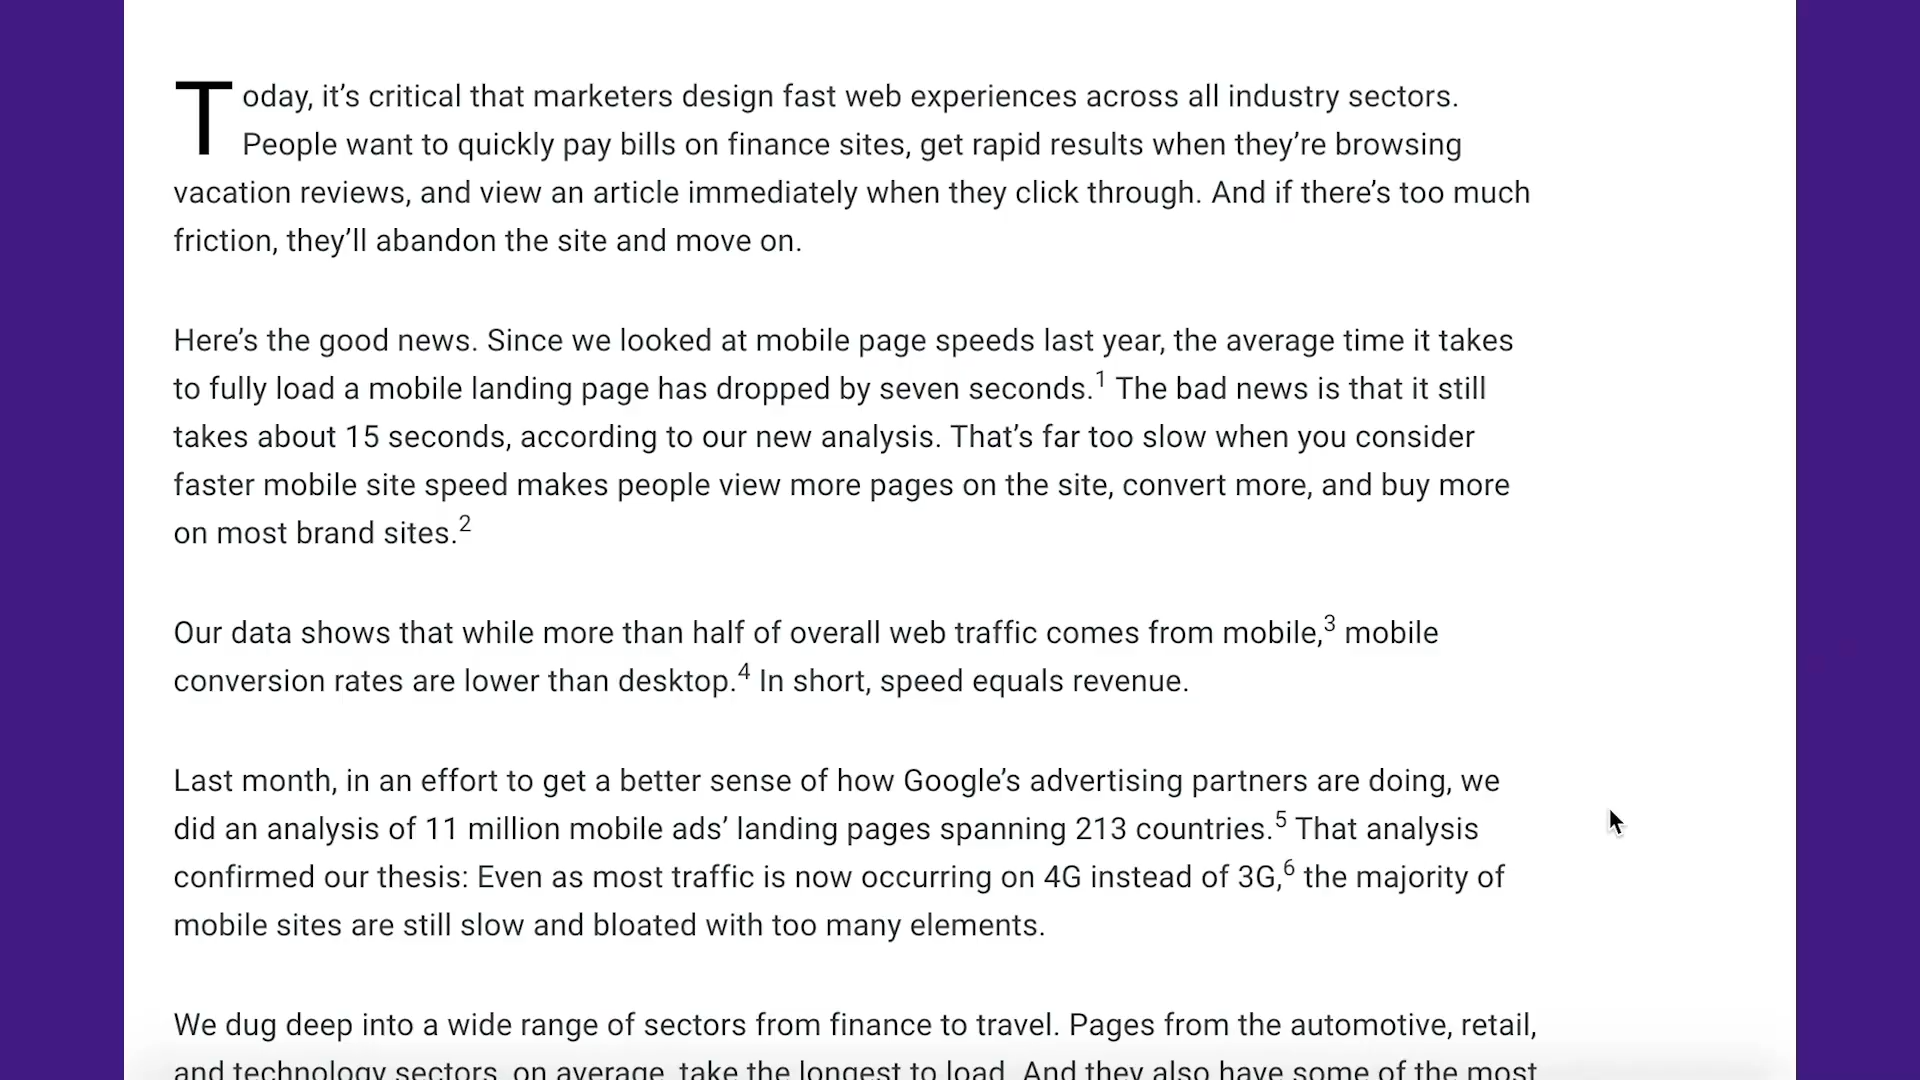 Today, it’s critical that marketers design fast web experiences across all industry sectors.
People want to quickly pay bills on finance sites, get rapid results when they’re browsing
vacation reviews, and view an article immediately when they click through. And if there’s too much
friction, they’ll abandon the site and move on.
Here’s the good news. Since we looked at mobile page speeds last year, the average time it takes
to fully load a mobile landing page has dropped by seven seconds.¹ The bad news is that it still
takes about 15 seconds, according to our new analysis. That’s far too slow when you consider
faster mobile site speed makes people view more pages on the site, convert more, and buy more
on most brand sites.²
Our data shows that while more than half of overall web traffic comes from mobile,³ mobile
conversion rates are lower than desktop.⁴ In short, speed equals revenue.
Last month, in an effort to get a better sense of how Google’s advertising partners are doing, we
did an analysis of 11 million mobile ads’ landing pages spanning 213 countries.⁵ That analysis
confirmed our thesis: Even as most traffic is now occurring on 4G instead of 3G,⁶ the majority of
mobile sites are still slow and bloated with too many elements.
We dug deep into a wide range of sectors from finance to travel. Pages from the automotive, retail,
and technology sectors, on average, take the longest to load. And they also have some of the most